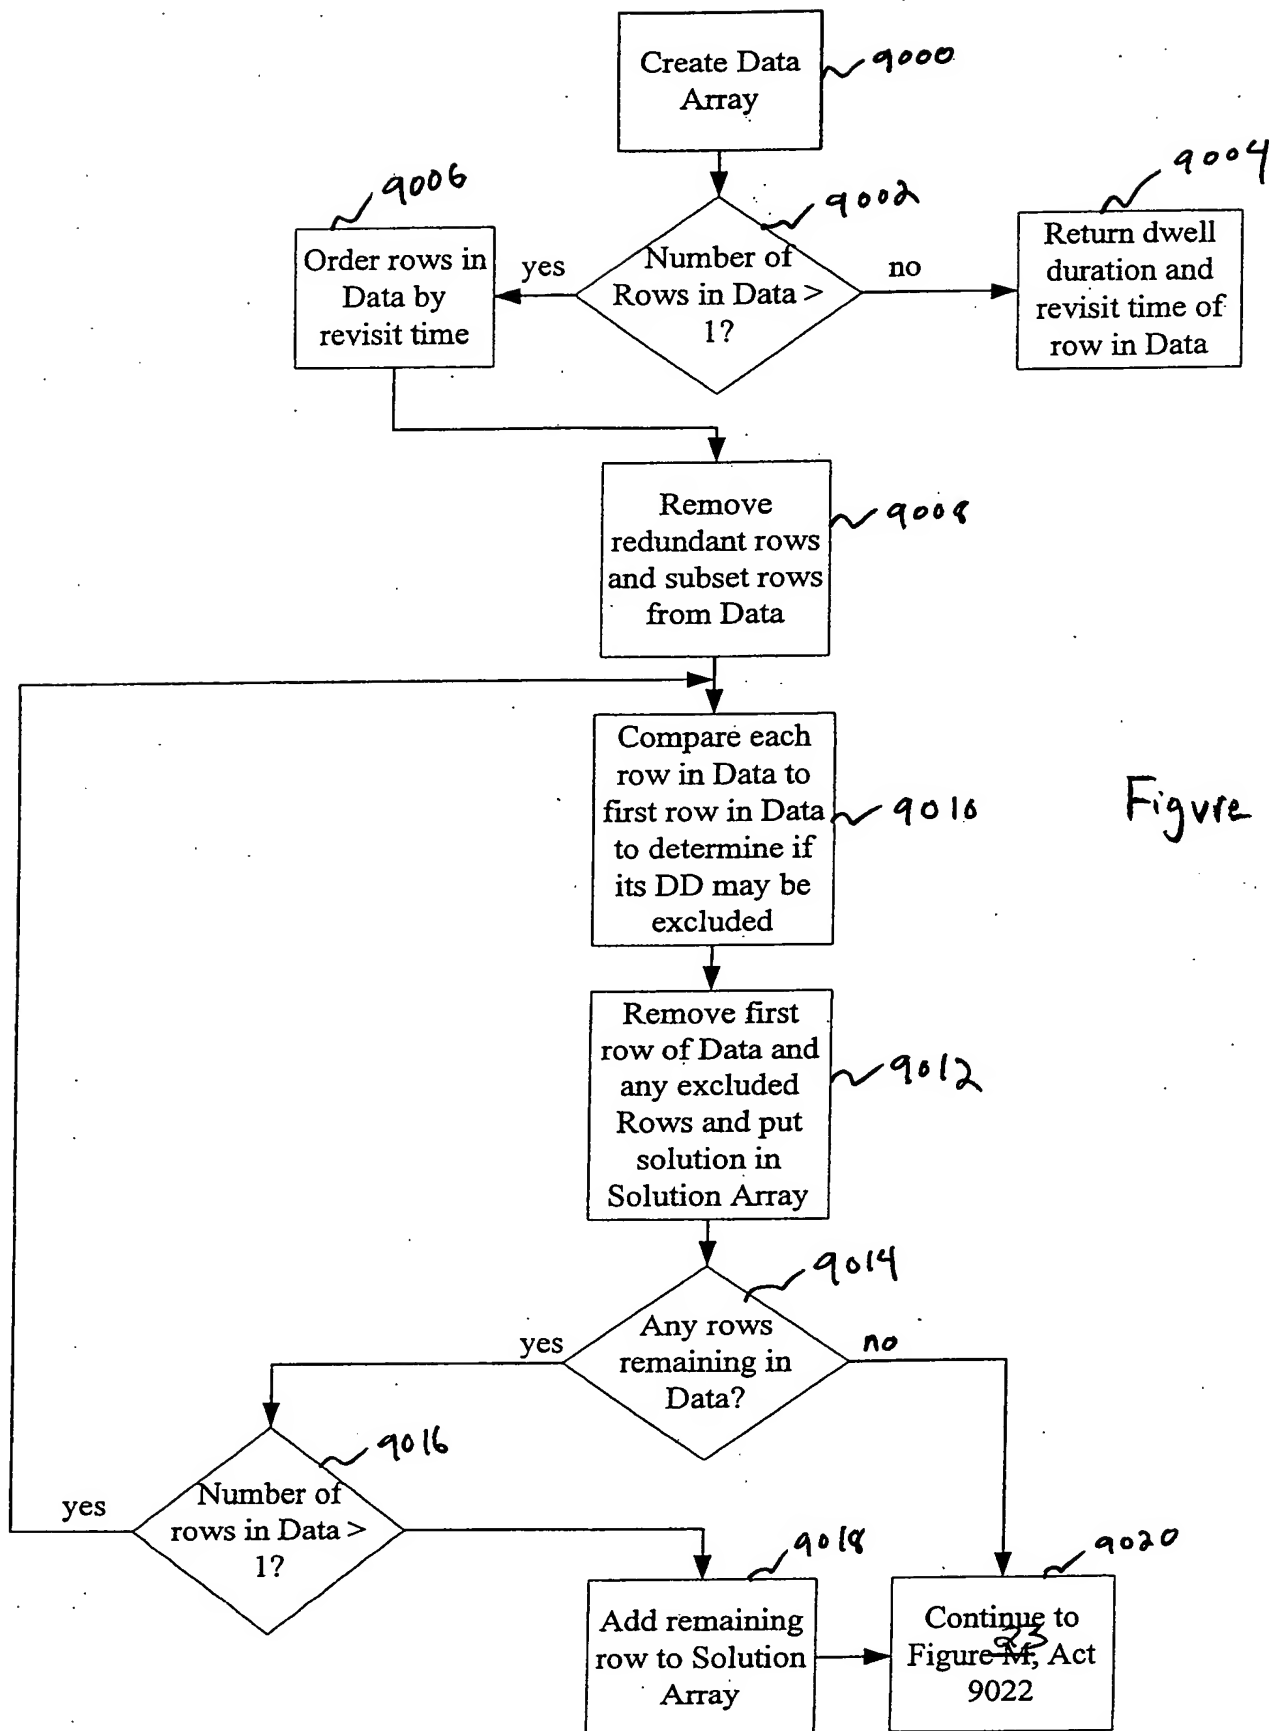 Create Data
Array
9000
9006
9002
9004
Order rows in
Data by
revisit time
yes
Number of
Rows in Data >
1?
no
Return dwell
duration and
revisit time of
row in Data
Remove
redundant rows
and subset rows
from Data
9008
Compare each
row in Data to
first row in Data
to determine if
its DD may be
excluded
9010
Figure
Remove first
row of Data and
any excluded
Rows and put
solution in
Solution Array
9012
9014
yes
Any rows
remaining in
Data?
no
9016
yes
Number of
rows in Data >
1?
9018
9020
Add remaining
row to Solution
Array
Continue to
23
Figure M, Act
9022